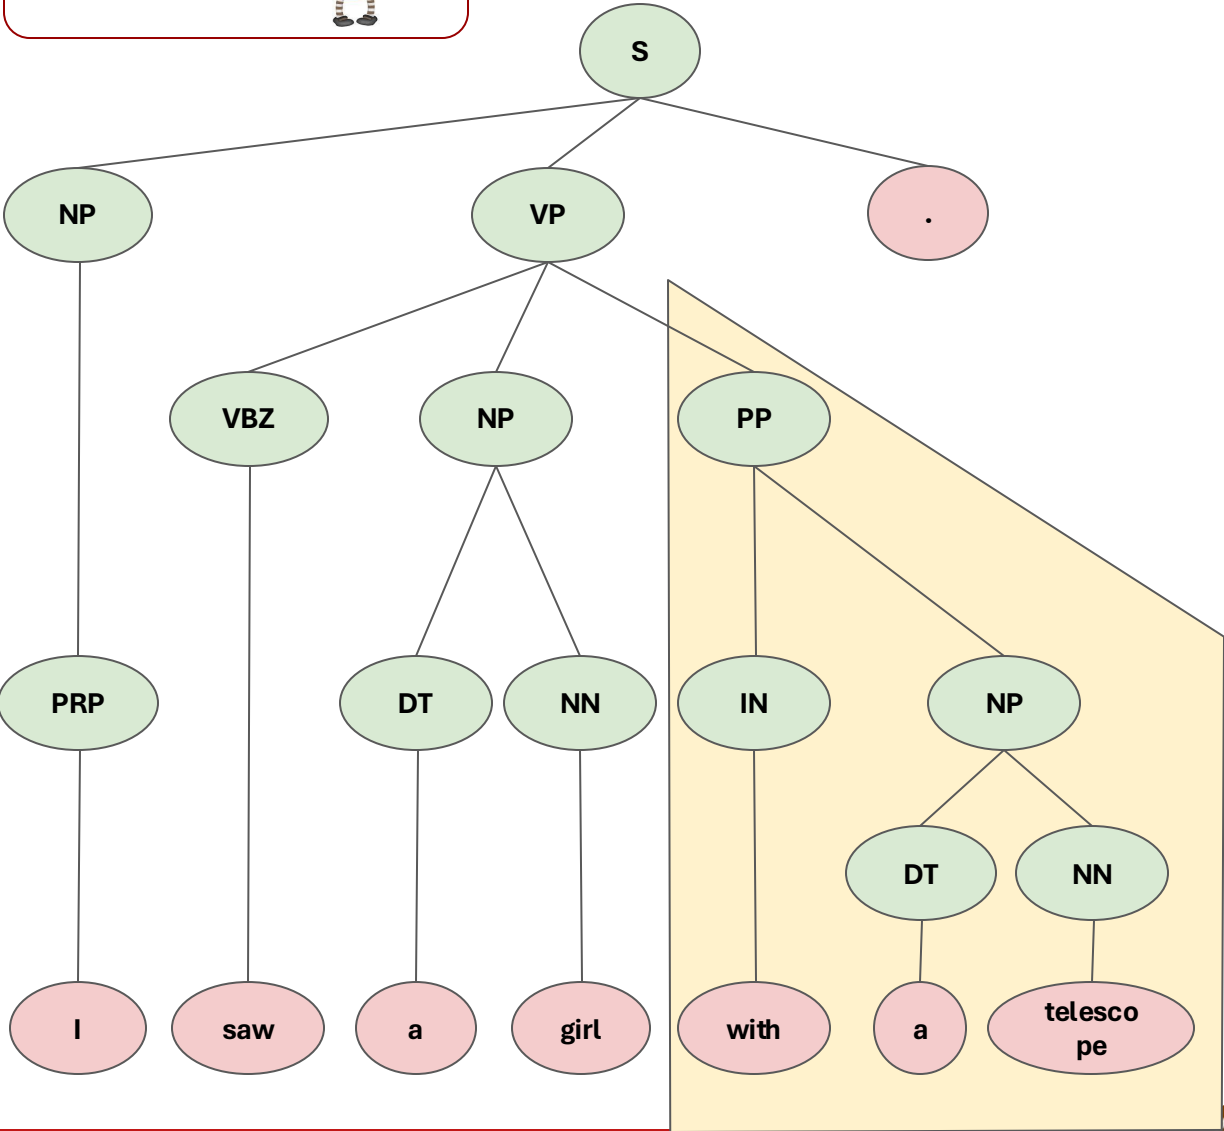 S
NP
VP
.
VBZ
NP
PP
PRP
DT
NN
IN
NP
DT
NN
I
saw
a
girl
with
a
telesco
pe